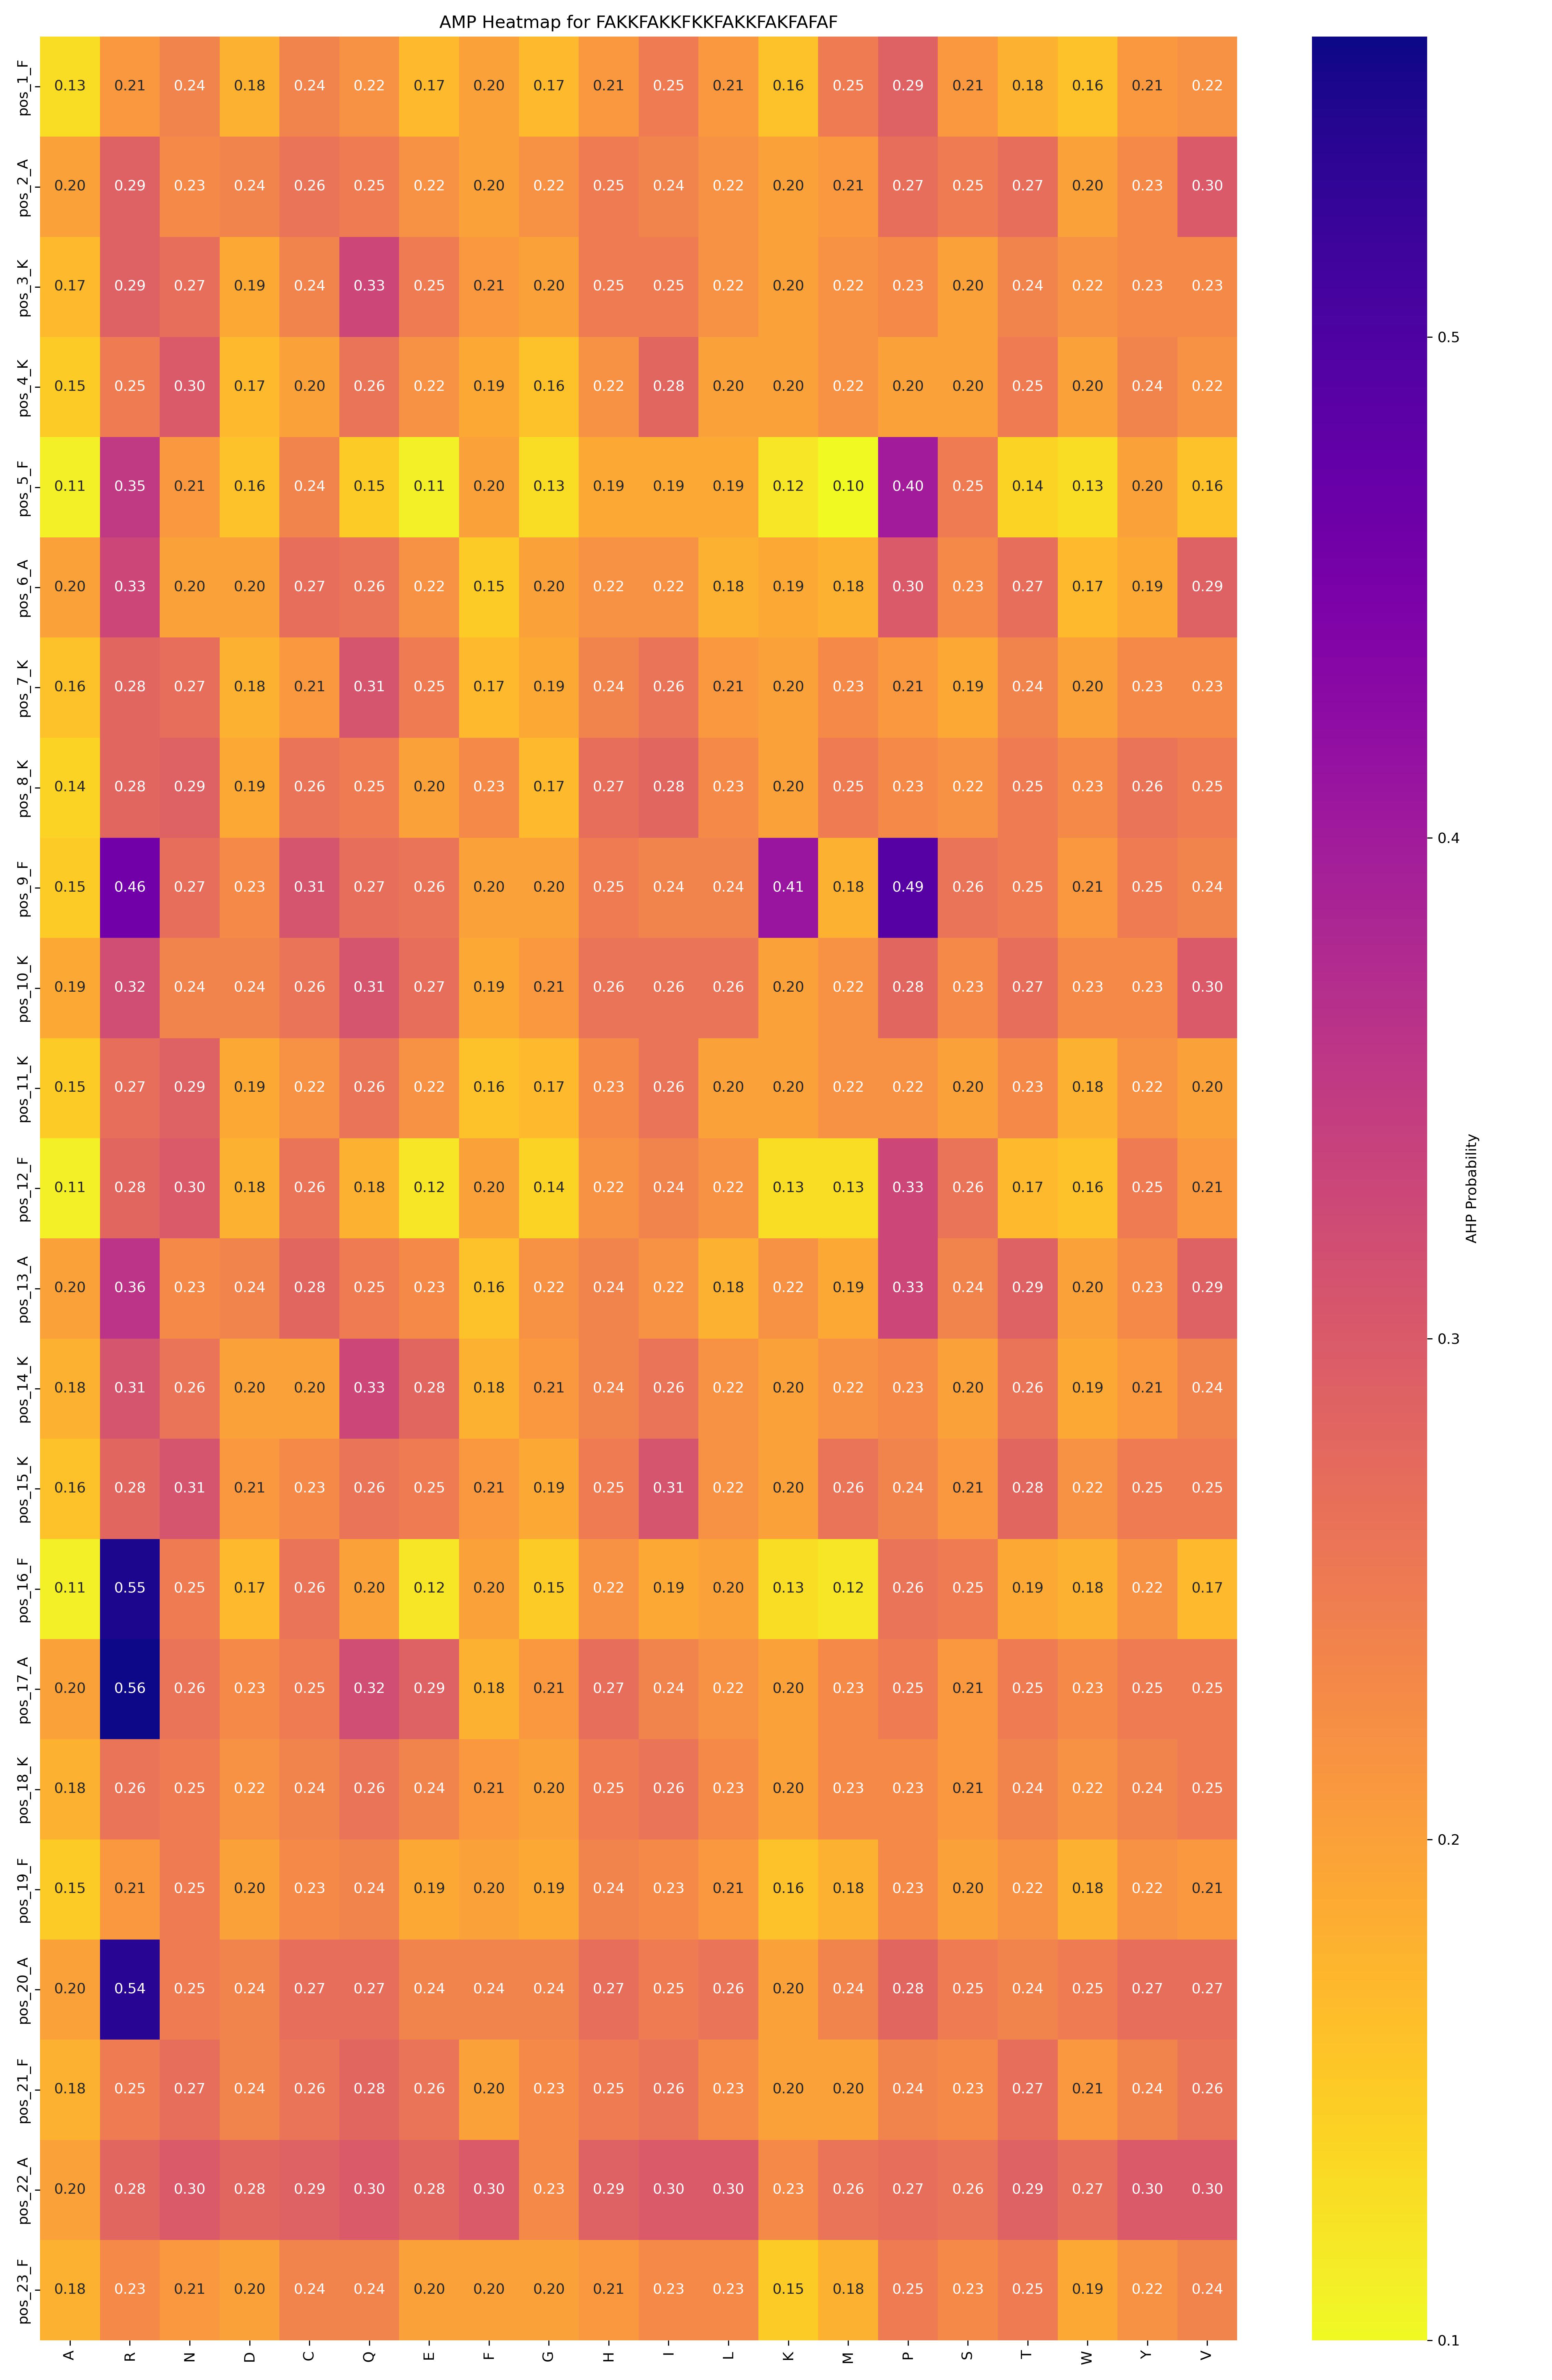 AMP Heatmap for FAKKFAKKFKKFAKKFAKFAFAF
pos_1_F 0.13 0.21 0.24 0.18 0.24 0.22 0.17 0.20 0.17 0.21 0.25 0.21 0.16 0.25 0.29 0.21 0.18 0.16 0.21 0.22
pos_2_A 0.20 0.29 0.23 0.24 0.26 0.25 0.22 0.20 0.22 0.25 0.24 0.22 0.20 0.21 0.27 0.25 0.27 0.20 0.23 0.30
pos_3_K 0.17 0.29 0.27 0.19 0.24 0.33 0.25 0.21 0.20 0.25 0.25 0.22 0.20 0.22 0.23 0.20 0.24 0.22 0.23 0.23
pos_4_K 0.15 0.25 0.30 0.17 0.20 0.26 0.22 0.19 0.16 0.22 0.28 0.20 0.20 0.22 0.20 0.20 0.25 0.20 0.24 0.22
pos_5_F 0.11 0.35 0.21 0.16 0.24 0.15 0.11 0.20 0.13 0.19 0.19 0.19 0.12 0.10 0.40 0.25 0.14 0.13 0.20 0.16
pos_6_A 0.20 0.33 0.20 0.20 0.27 0.26 0.22 0.15 0.20 0.22 0.22 0.18 0.19 0.18 0.30 0.23 0.27 0.17 0.19 0.29
pos_7_K 0.16 0.28 0.27 0.18 0.21 0.31 0.25 0.17 0.19 0.24 0.26 0.21 0.20 0.23 0.21 0.19 0.24 0.20 0.23 0.23
pos_8_K 0.14 0.28 0.29 0.19 0.26 0.25 0.20 0.23 0.17 0.27 0.28 0.23 0.20 0.25 0.23 0.22 0.25 0.23 0.26 0.25
pos_9_F 0.15 0.46 0.27 0.23 0.31 0.27 0.26 0.20 0.20 0.25 0.24 0.24 0.41 0.18 0.49 0.26 0.25 0.21 0.25 0.24
pos_10_K 0.19 0.32 0.24 0.24 0.26 0.31 0.27 0.19 0.21 0.26 0.26 0.26 0.20 0.22 0.28 0.23 0.27 0.23 0.23 0.30
pos_11_K 0.15 0.27 0.29 0.19 0.22 0.26 0.22 0.16 0.17 0.23 0.26 0.20 0.20 0.22 0.22 0.20 0.23 0.18 0.22 0.20
pos_12_F 0.11 0.28 0.30 0.18 0.26 0.18 0.12 0.20 0.14 0.22 0.24 0.22 0.13 0.13 0.33 0.26 0.17 0.16 0.25 0.21
pos_13_A 0.20 0.36 0.23 0.24 0.28 0.25 0.23 0.16 0.22 0.24 0.22 0.18 0.22 0.19 0.33 0.24 0.29 0.20 0.23 0.29
pos_14_K 0.18 0.31 0.26 0.20 0.20 0.33 0.28 0.18 0.21 0.24 0.26 0.22 0.20 0.22 0.23 0.20 0.26 0.19 0.21 0.24
pos_15_K 0.16 0.28 0.31 0.21 0.23 0.26 0.25 0.21 0.19 0.25 0.31 0.22 0.20 0.26 0.24 0.21 0.28 0.22 0.25 0.25
pos_16_F 0.11 0.55 0.25 0.17 0.26 0.20 0.12 0.20 0.15 0.22 0.19 0.20 0.13 0.12 0.26 0.25 0.19 0.18 0.22 0.17
pos_17_A 0.20 0.56 0.26 0.23 0.25 0.32 0.29 0.18 0.21 0.27 0.24 0.22 0.20 0.23 0.25 0.21 0.25 0.23 0.25 0.25
pos_18_K 0.18 0.26 0.25 0.22 0.24 0.26 0.24 0.21 0.20 0.25 0.26 0.23 0.20 0.23 0.23 0.21 0.24 0.22 0.24 0.25
pos_19_F 0.15 0.21 0.25 0.20 0.23 0.24 0.19 0.20 0.19 0.24 0.23 0.21 0.16 0.18 0.23 0.20 0.22 0.18 0.22 0.21
pos_20_A 0.20 0.54 0.25 0.24 0.27 0.27 0.24 0.24 0.24 0.27 0.25 0.26 0.20 0.24 0.28 0.25 0.24 0.25 0.27 0.27
pos_21_F 0.18 0.25 0.27 0.24 0.26 0.28 0.26 0.20 0.23 0.25 0.26 0.23 0.20 0.20 0.24 0.23 0.27 0.21 0.24 0.26
pos_22_A 0.20 0.28 0.30 0.28 0.29 0.30 0.28 0.30 0.23 0.29 0.30 0.30 0.23 0.26 0.27 0.26 0.29 0.27 0.30 0.30
pos_23_F 0.18 0.23 0.21 0.20 0.24 0.24 0.20 0.20 0.20 0.21 0.23 0.23 0.15 0.18 0.25 0.23 0.25 0.19 0.22 0.24
A R N D C Q E F G H I L K M P S T W Y V
0.5
0.4
0.3
0.2
0.1
AHP Probability